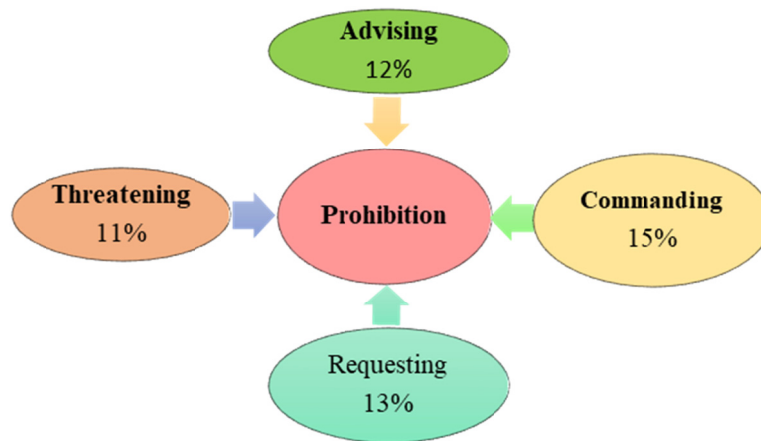 Advising
12%
Threatening
11%
Prohibition
Commanding
15%
Requesting
13%